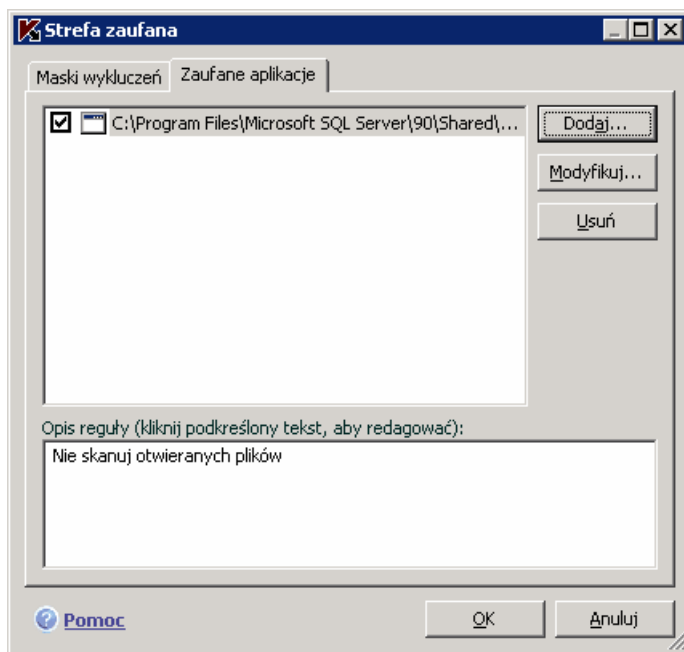 Strefa zaufana
Maski wykluczeń
Zaufane aplikacje
C:\Program Files\Microsoft SQL Server\90\Shared\...
Dodaj...
Modyfikuj...
Usuń
Opis reguły (kliknij podkreślony tekst, aby redagować):
Nie skanuj otwieranych plików
Pomoc
OK
Anuluj